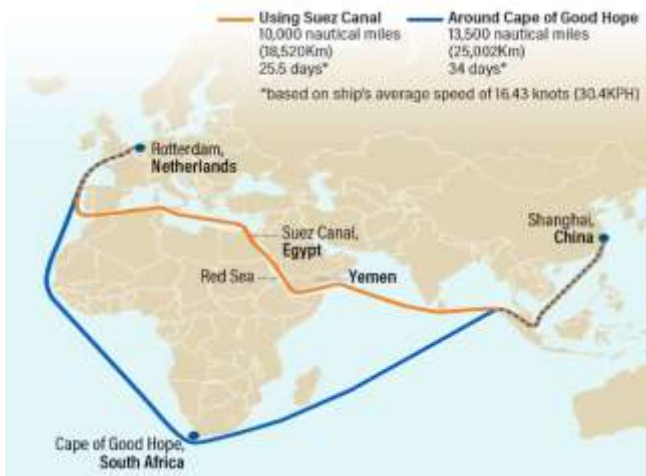 Using Suez Canal
10,000 nautical miles
(18,520Km)
25.5 days*
Around Cape of Good Hope
13,500 nautical miles
(25,002Km)
34 days*
*based on ship's average speed of 16.43 knots (30.4KPH)
Rotterdam,
Netherlands
Shanghai,
China
Suez Canal,
Egypt
Red Sea
Yemen
Cape of Good Hope,
South Africa